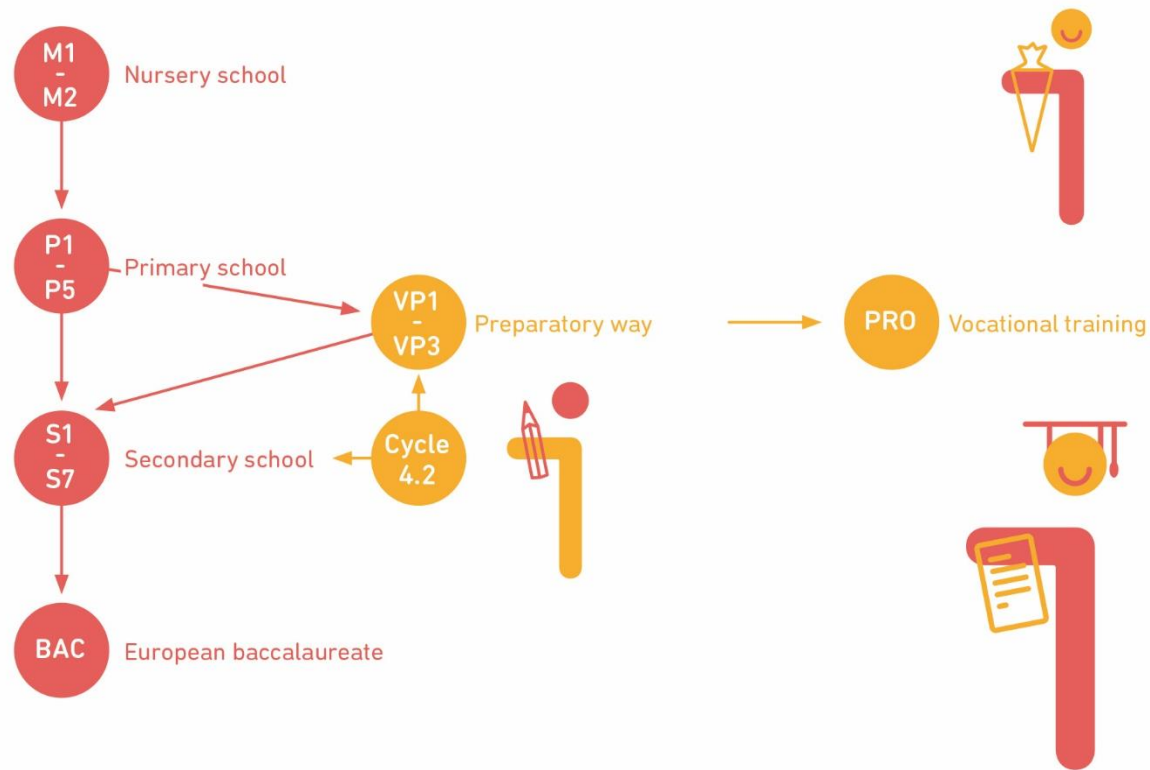 M1
-
M2
Nursery school
P1
-
P5
Primary school
VP1
-
VP3
Preparatory way
PRO
Vocational training
S1
-
S7
Secondary school
Cycle
4.2
BAC
European baccalaureate